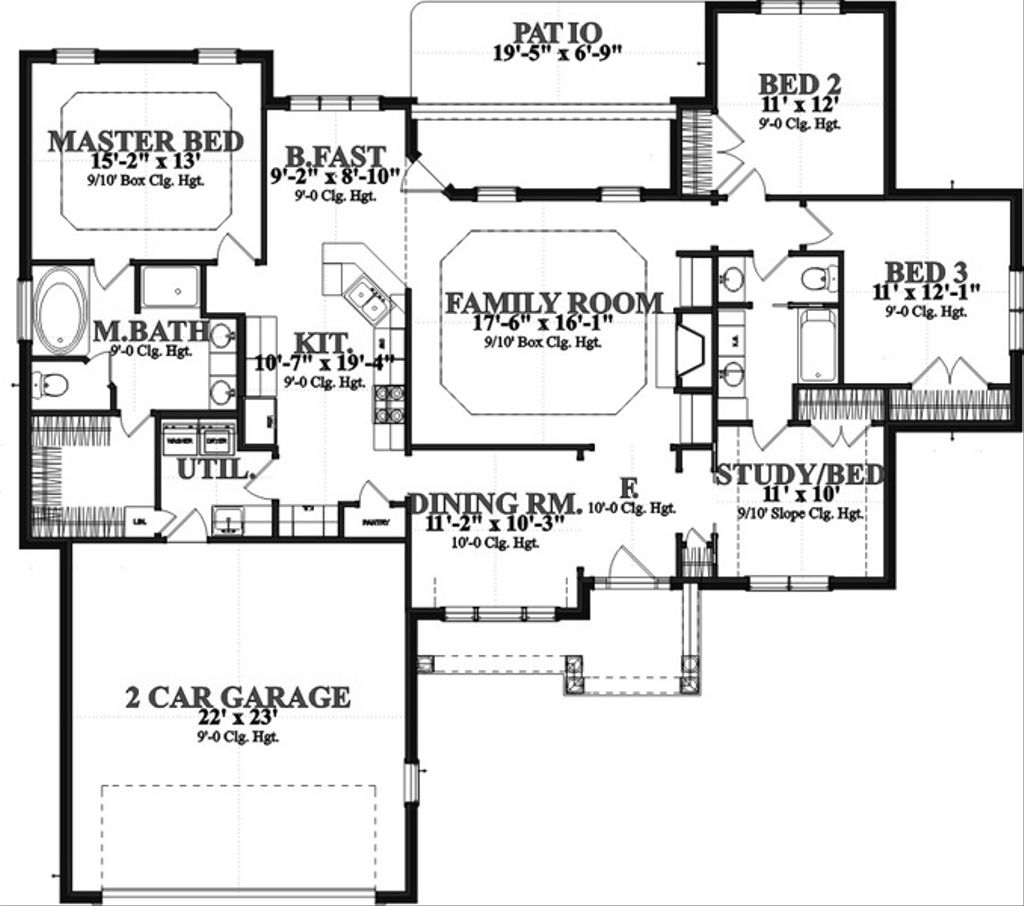 PATIO
19'-5" x 6'-9"
BED 2
11' x 12'
9'-0 Clg. Hgt.
MASTER BED
15'-2" x 13'
9/10' Box Clg. Hgt.
B.FAST
9'-2" x 8'-10"
9'-0 Clg. Hgt.
BED 3
11' x 12'-1"
9'-0 Clg. Hgt.
FAMILY ROOM
17'-6" x 16'-1"
9/10' Box Clg. Hgt.
M.BATH
9'-0 Clg. Hgt.
KIT.
10'-7" x 19'-4"
9'-0 Clg. Hgt.
REF.
WASHER
DRYER
UTIL.
LIN.
PANTRY
DINING RM.
11'-2" x 10'-3"
10'-0 Clg. Hgt.
F.
10'-0 Clg. Hgt.
STUDY/BED
11' x 10'
9/10' Slope Clg. Hgt.
2 CAR GARAGE
22' x 23'
9'-0 Clg. Hgt.